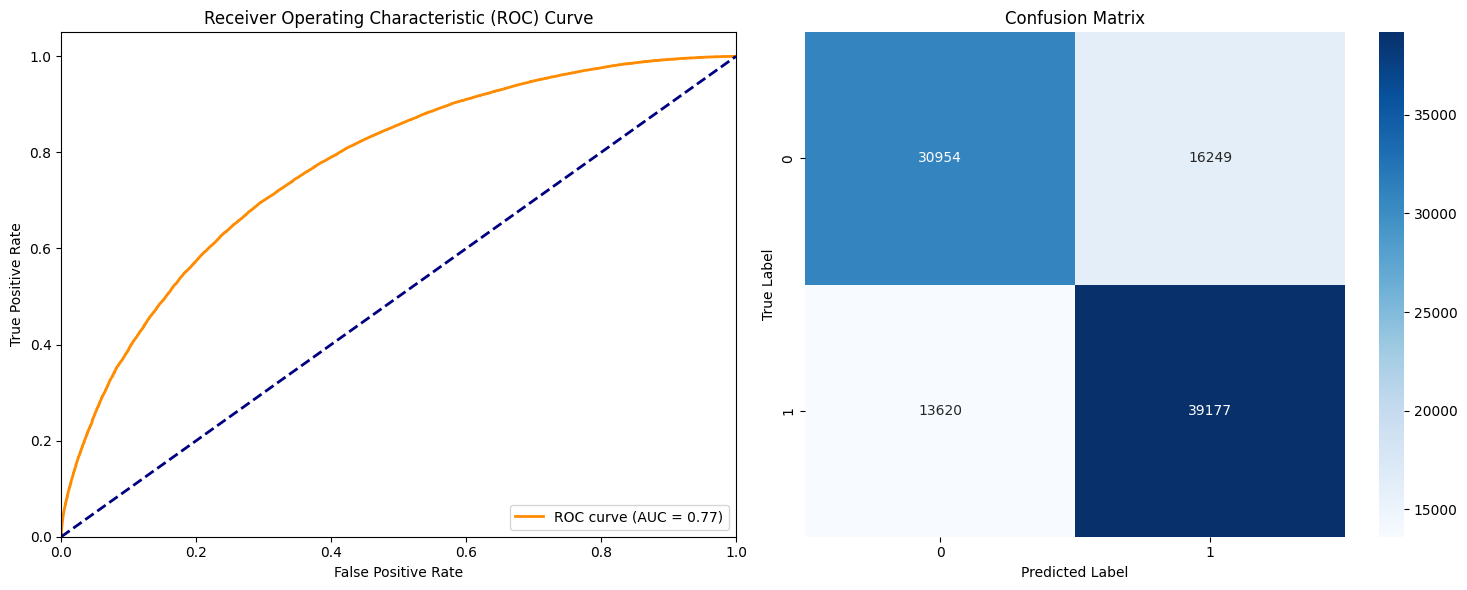 Receiver Operating Characteristic (ROC) Curve
1.0
0.8
0.6
0.4
0.2
0.0
True Positive Rate
0.0 0.2 0.4 0.6 0.8 1.0
False Positive Rate
ROC curve (AUC = 0.77)
Confusion Matrix
True Label
0
1
30954 16249
13620 39177
0 1
Predicted Label
35000
30000
25000
20000
15000